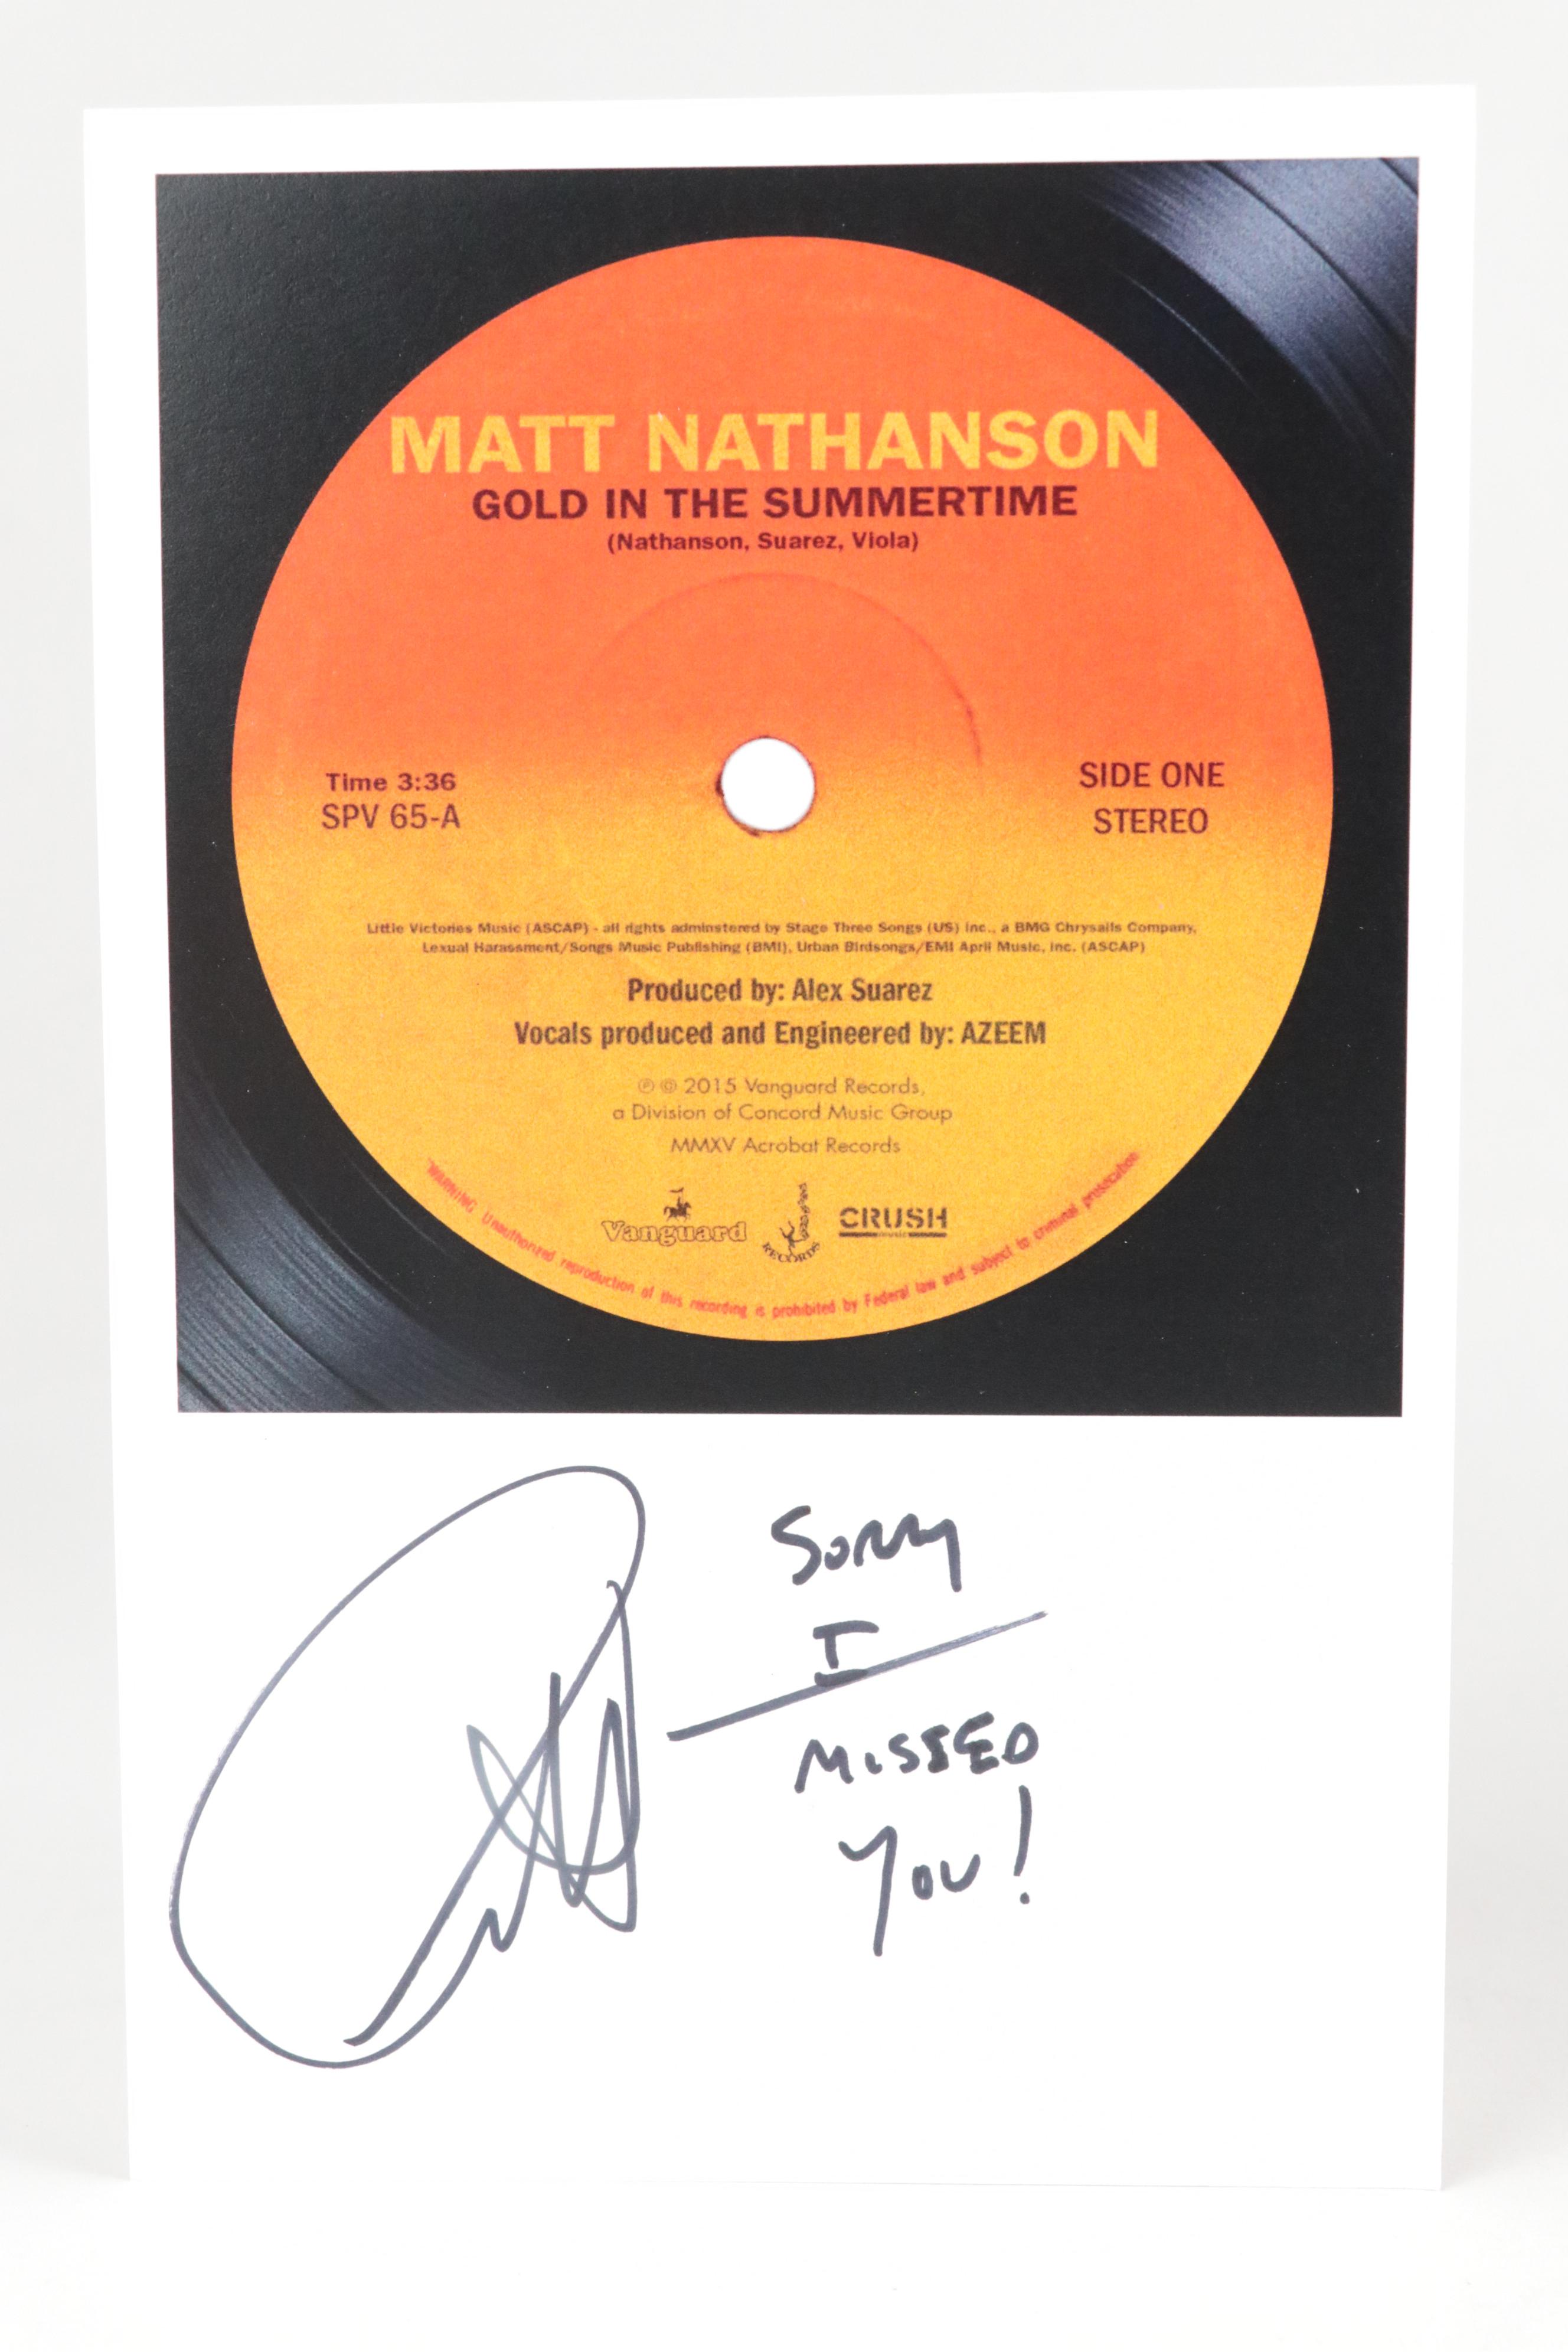 MATT NATHANSON
GOLD IN THE SUMMERTIME
(Nathanson, Suarez, Viola)
Time 3:36
SPV 65-A
SIDE ONE
STEREO
Little Victories Music (ASCAP) - all rights adminstered by Stage Three Songs (US) Inc., a BMG Chrysalis Company,
Lexual Harassment/Songs Music Publishing (BMI), Urban Birdsongs/EMI April Music, Inc. (ASCAP)
Produced by: Alex Suarez
Vocals produced and Engineered by: AZEEM
℗ © 2015 Vanguard Records,
a Division of Concord Music Group
MMXV Acrobat Records
Vanguard
RECORDS
CRUSH
music
WARNING Unauthorized reproduction of this recording is prohibited by Federal law and subject to criminal prosecution
Sorry
I
MISSED
You!